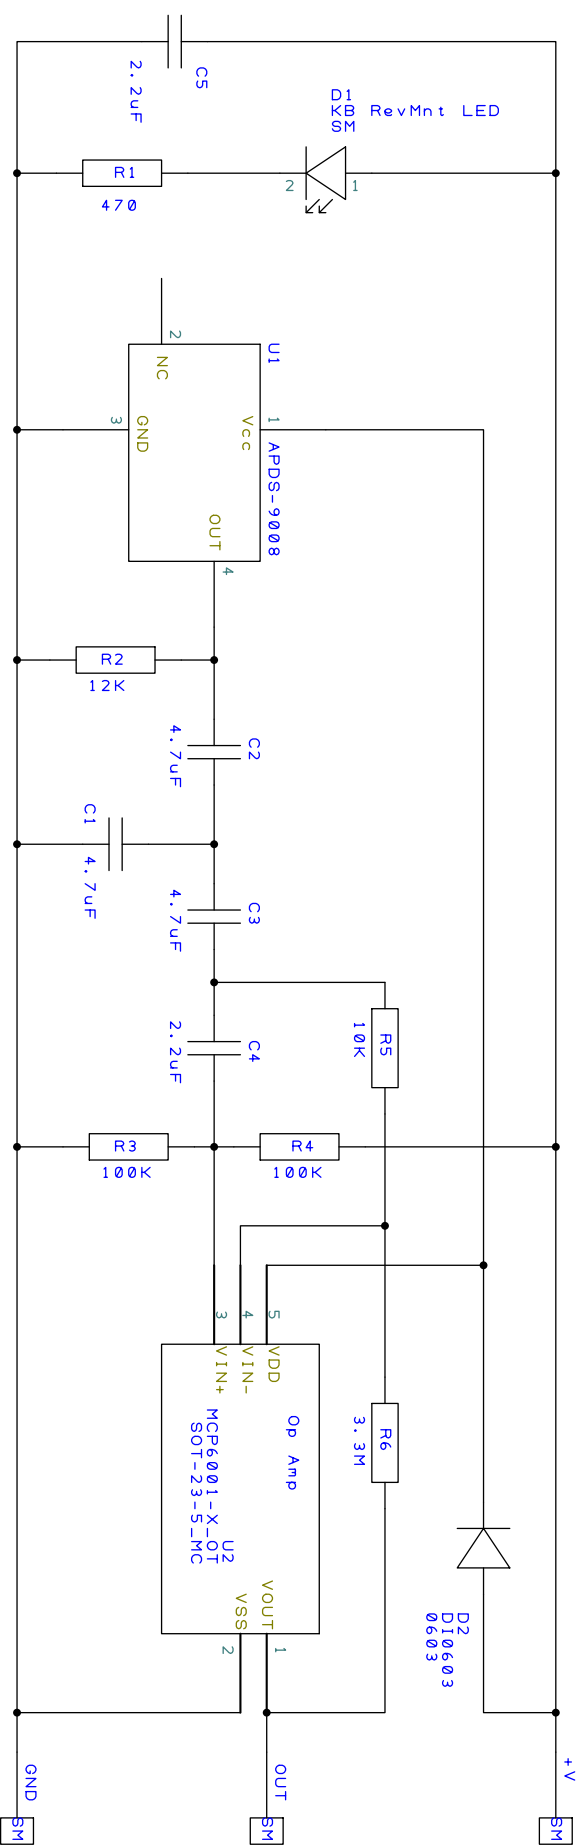 C5
2.2uF
D1
KB RevMnt LED
SM
R1
470
2
1
2
NC
U1
3
GND
Vcc
1
APDS-9008
OUT
4
R2
12K
C2
4.7uF
C1
4.7uF
C3
4.7uF
R5
10K
C4
2.2uF
R3
100K
R4
100K
3
4
5
VIN+
VIN-
VDD
Op Amp
U2
MCP6001-X_OT
SOT-23-5_MC
R6
3.3M
VOUT
VSS
2
1
D2
DI0603
0603
GND
OUT
+V
SM
SM
SM